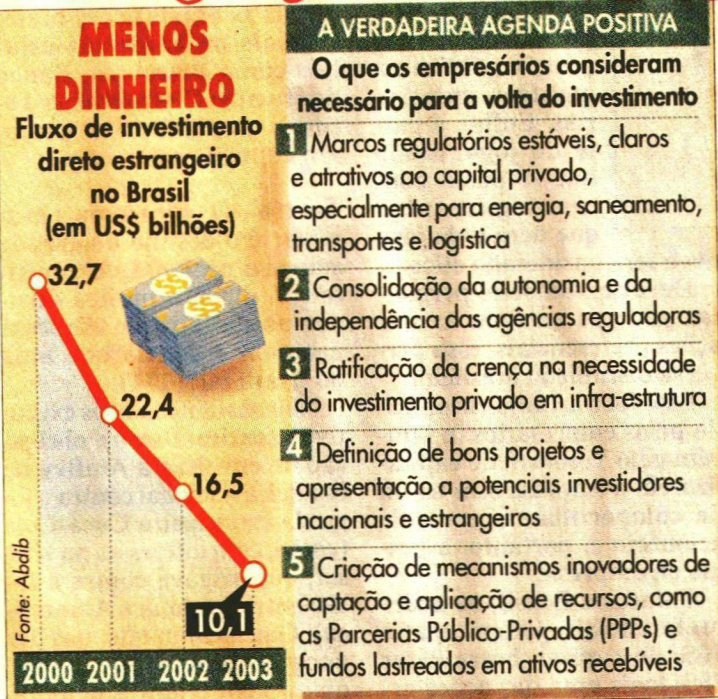 MENOS
DINHEIRO
Fluxo de investimento
direto estrangeiro
no Brasil
(em US$ bilhões)
32,7
$$
22,4
16,5
10,1
Fonte: Abdib
2000 2001 2002 2003
A VERDADEIRA AGENDA POSITIVA
O que os empresários consideram
necessário para a volta do investimento
1 Marcos regulatórios estáveis, claros
e atrativos ao capital privado,
especialmente para energia, saneamento,
transportes e logística
2 Consolidação da autonomia e da
independência das agências reguladoras
3 Ratificação da crença na necessidade
do investimento privado em infra-estrutura
4 Definição de bons projetos e
apresentação a potenciais investidores
nacionais e estrangeiros
5 Criação de mecanismos inovadores de
captação e aplicação de recursos, como
as Parcerias Público-Privadas (PPPs) e
fundos lastreados em ativos recebíveis